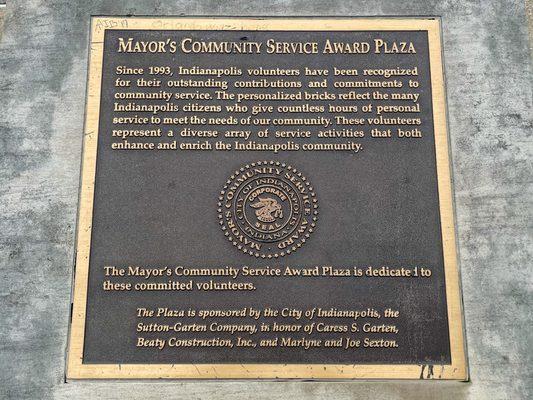 MAYOR'S COMMUNITY SERVICE AWARD PLAZA
Since 1993, Indianapolis volunteers have been recognized
for their outstanding contributions and commitments to
community service. The personalized bricks reflect the many
Indianapolis citizens who give countless hours of personal
service to meet the needs of our community. These volunteers
represent a diverse array of service activities that both
enhance and enrich the Indianapolis community.
MAYOR'S COMMUNITY SERVICE AWARD
CITY OF INDIANAPOLIS, INDIANA
CORPORATE
SEAL
The Mayor's Community Service Award Plaza is dedicated to
these committed volunteers.
The Plaza is sponsored by the City of Indianapolis, the
Sutton-Garten Company, in honor of Caress S. Garten,
Beaty Construction, Inc., and Marlyne and Joe Sexton.